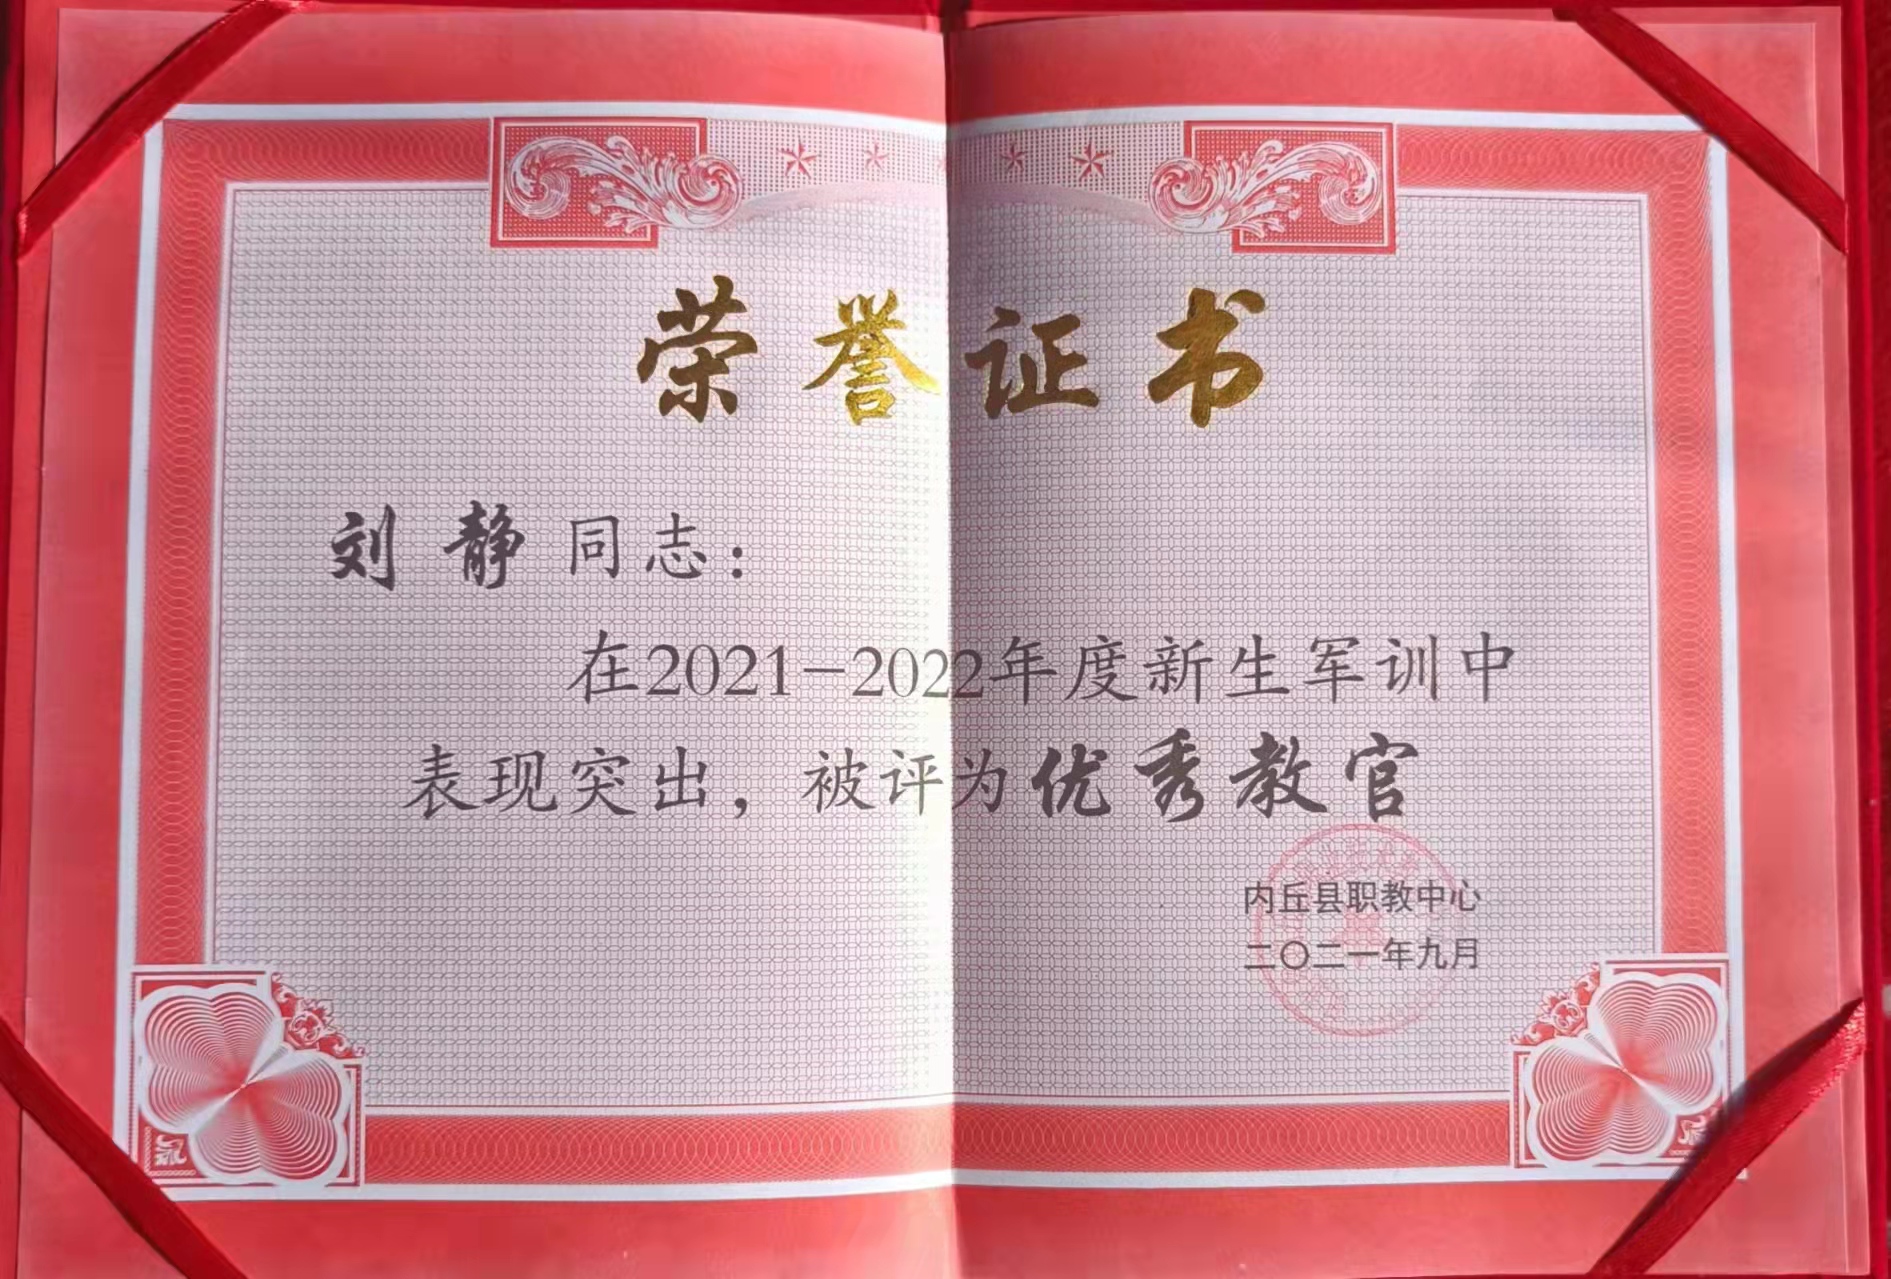 荣誉证书
刘静同志：
在2021-2022年度新生军训中
表现突出，被评为优秀教官
内丘县职教中心
二〇二一年九月